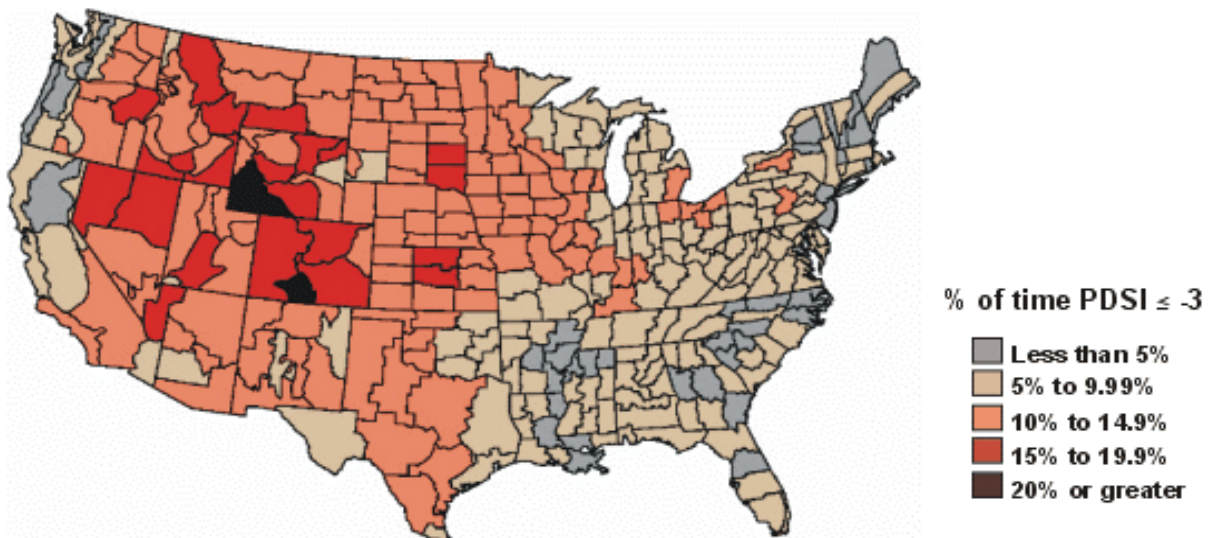 % of time PDSI ≤ -3
Less than 5%
5% to 9.99%
10% to 14.9%
15% to 19.9%
20% or greater